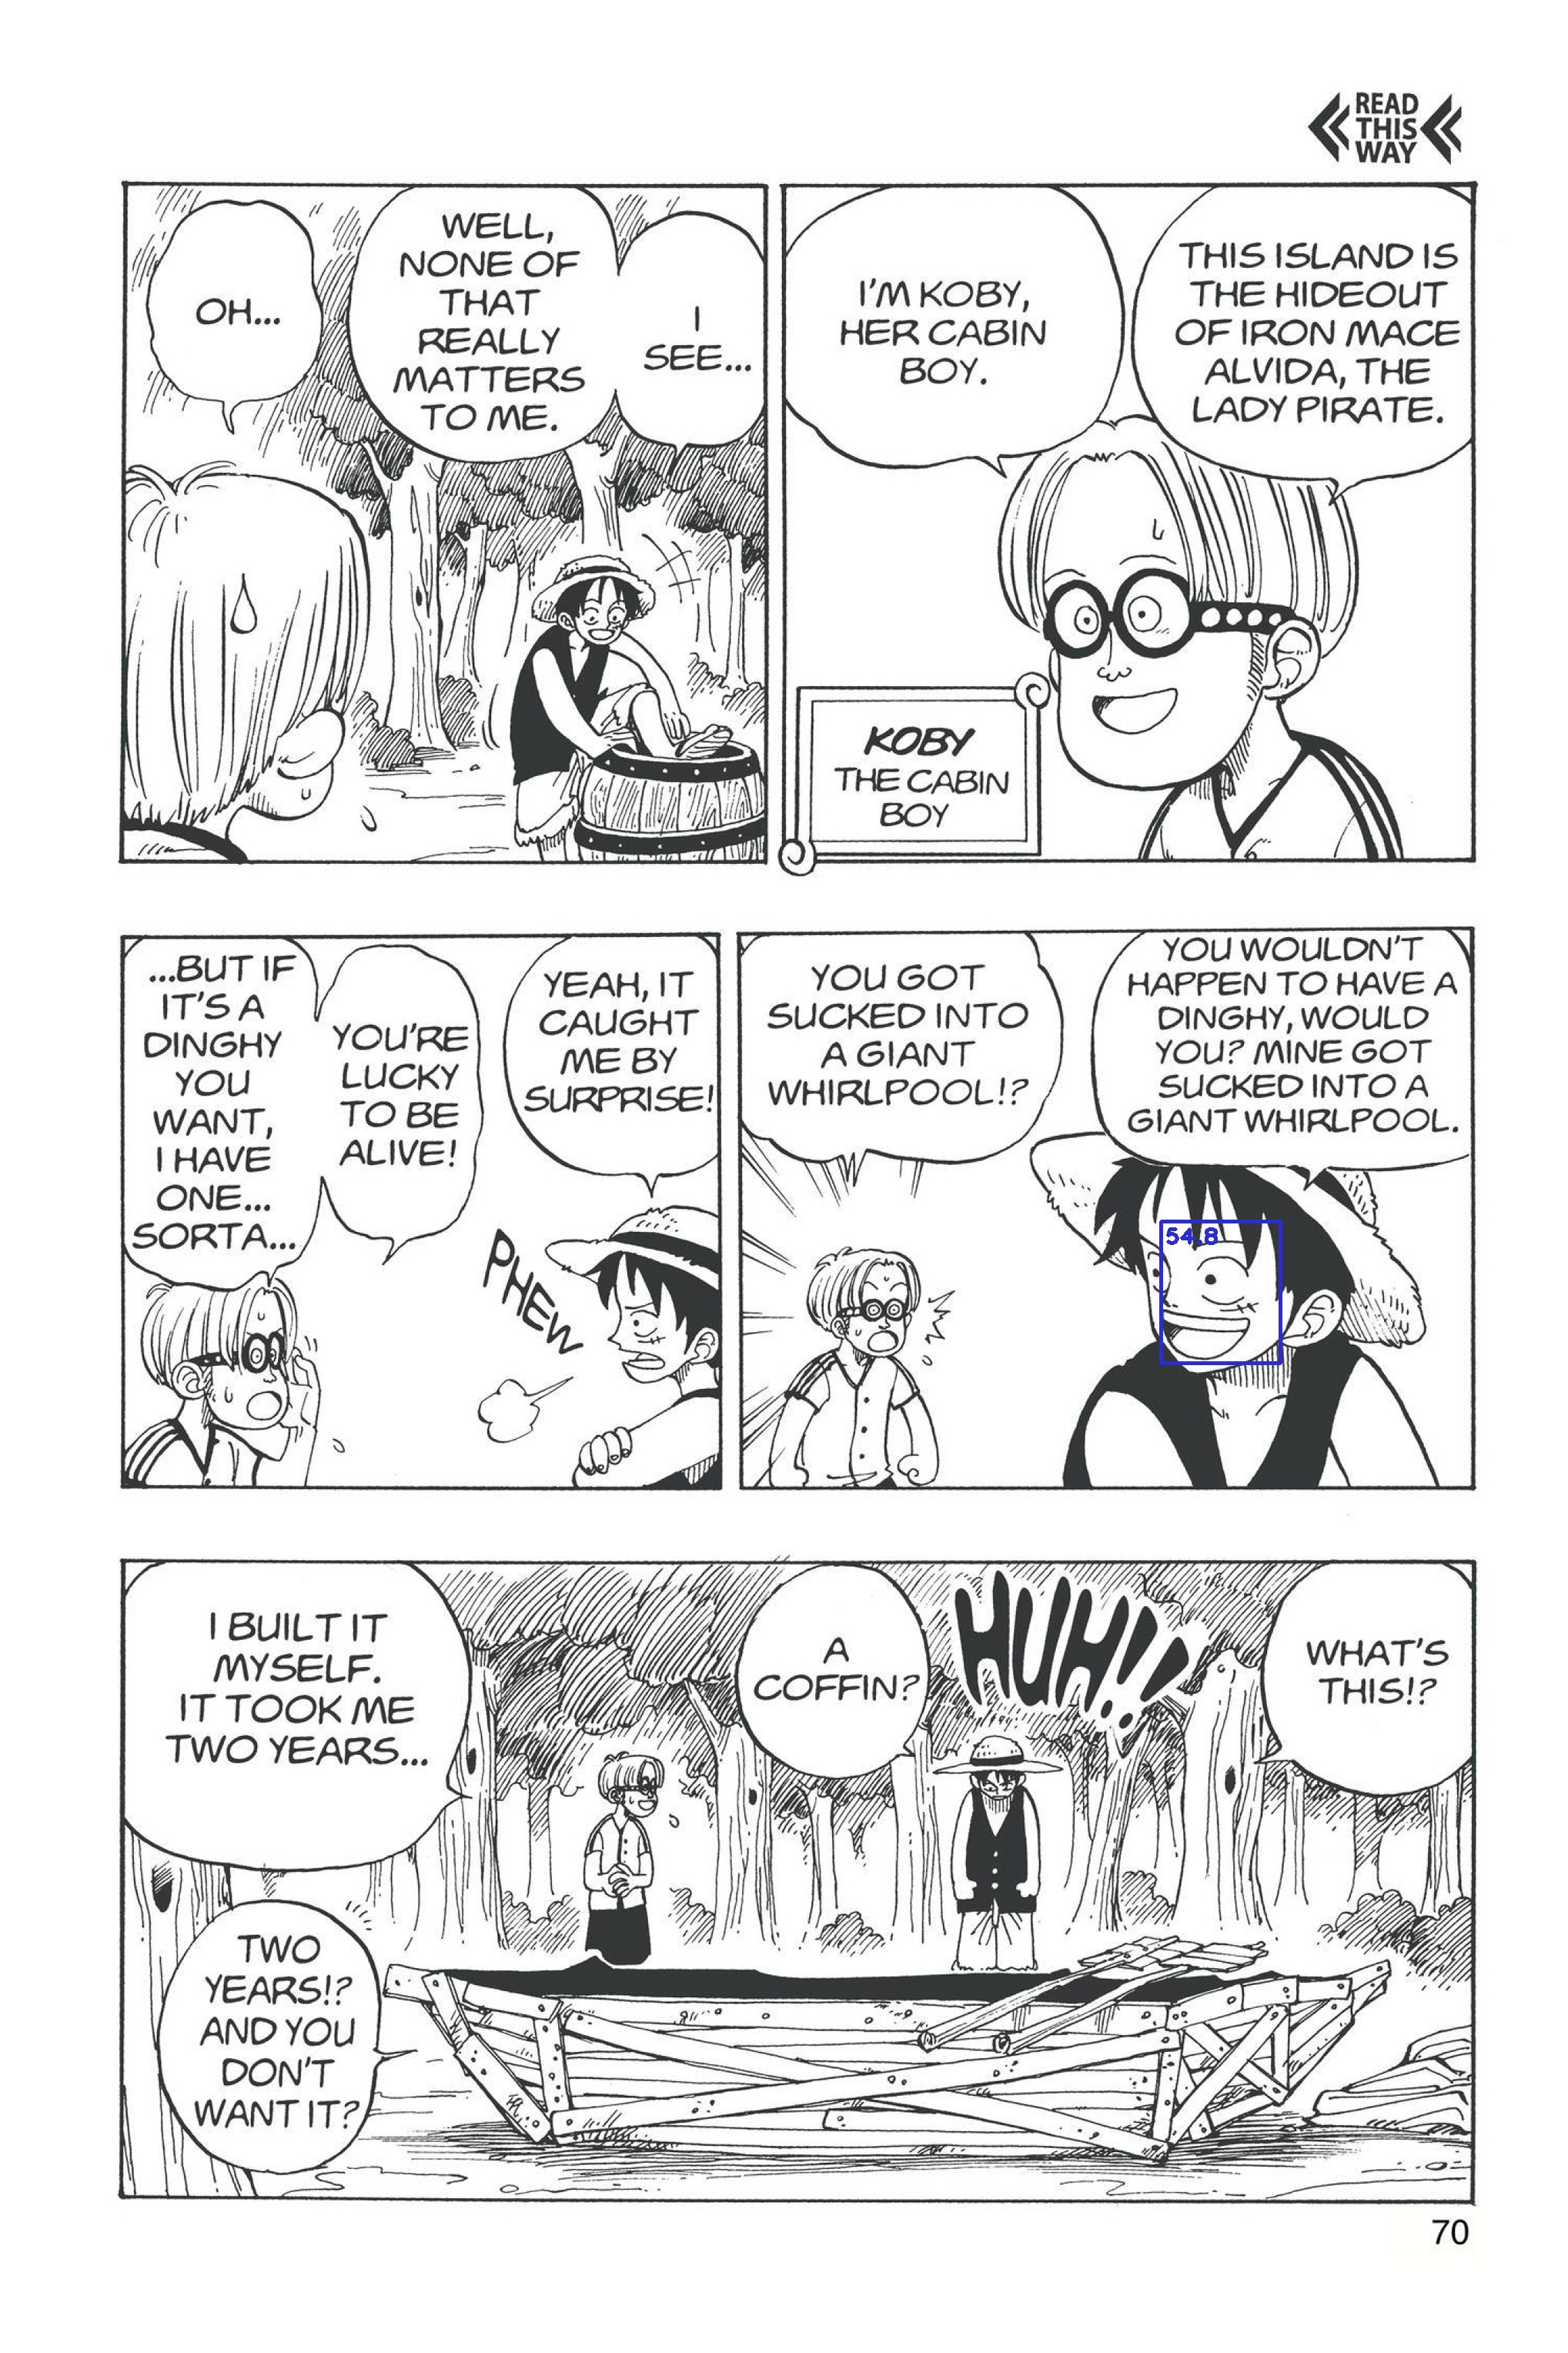 READ
THIS
WAY
THIS ISLAND IS
THE HIDEOUT
OF IRON MACE
ALVIDA, THE
LADY PIRATE.
I'M KOBY,
HER CABIN
BOY.
KOBY
THE CABIN
BOY
I
SEE...
WELL,
NONE OF
THAT
REALLY
MATTERS
TO ME.
OH...
YOU WOULDN'T
HAPPEN TO HAVE A
DINGHY, WOULD
YOU? MINE GOT
SUCKED INTO A
GIANT WHIRLPOOL.
54.8
YOU GOT
SUCKED INTO
A GIANT
WHIRLPOOL!?
YEAH, IT
CAUGHT
ME BY
SURPRISE!
PHEW
YOU'RE
LUCKY
TO BE
ALIVE!
...BUT IF
IT'S A
DINGHY
YOU
WANT,
I HAVE
ONE...
SORTA...
WHAT'S
THIS!?
HUH!!
A
COFFIN?
I BUILT IT
MYSELF.
IT TOOK ME
TWO YEARS...
TWO
YEARS!?
AND YOU
DON'T
WANT IT?
70